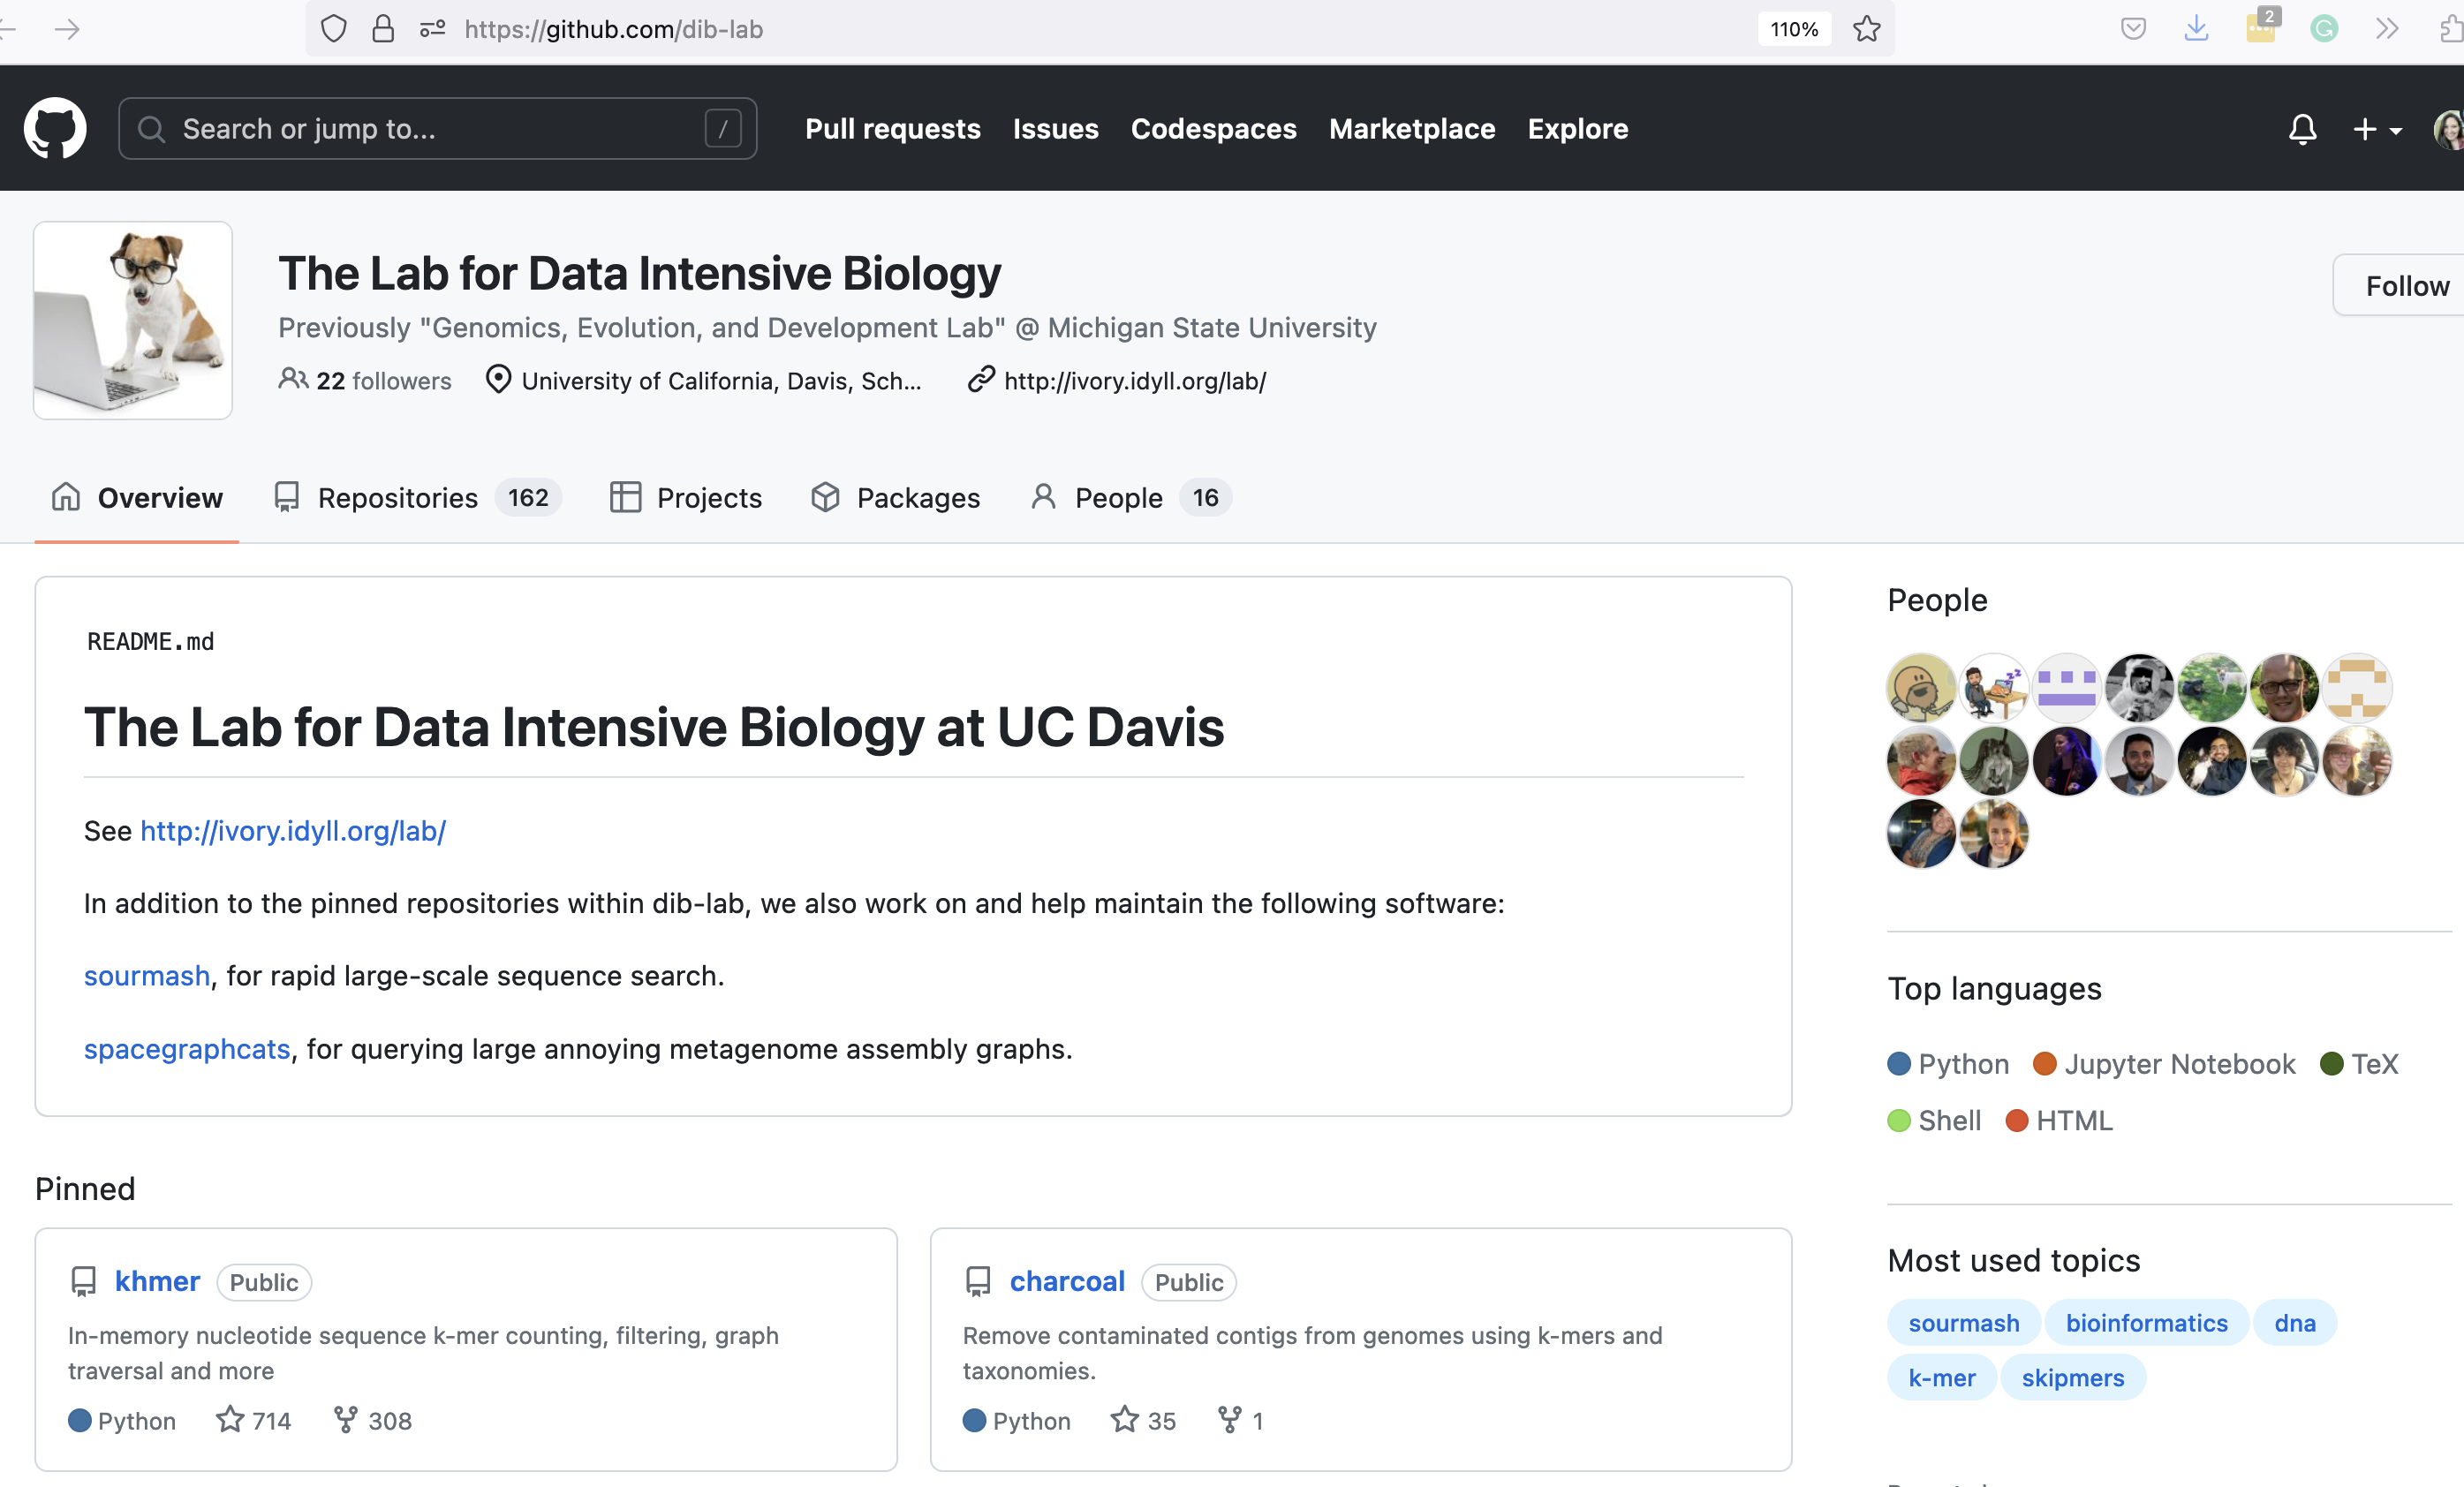 https://github.com/dib-lab
110%
2
Search or jump to...
/
Pull requests Issues Codespaces Marketplace Explore
The Lab for Data Intensive Biology
Follow
Previously "Genomics, Evolution, and Development Lab" @ Michigan State University
22 followers University of California, Davis, Sch... http://ivory.idyll.org/lab/
Overview Repositories 162 Projects Packages People 16
README.md
The Lab for Data Intensive Biology at UC Davis
See http://ivory.idyll.org/lab/
In addition to the pinned repositories within dib-lab, we also work on and help maintain the following software:
sourmash, for rapid large-scale sequence search.
spacegraphcats, for querying large annoying metagenome assembly graphs.
Pinned
khmer Public
In-memory nucleotide sequence k-mer counting, filtering, graph
traversal and more
Python 714 308
charcoal Public
Remove contaminated contigs from genomes using k-mers and
taxonomies.
Python 35 1
People
Top languages
Python Jupyter Notebook TeX
Shell HTML
Most used topics
sourmash bioinformatics dna
k-mer skipmers